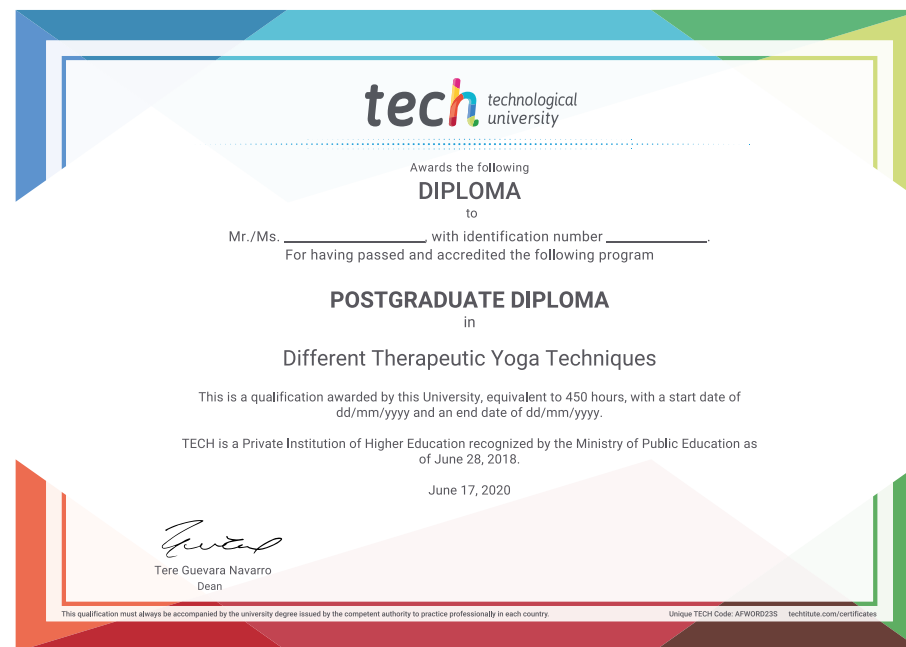 tech technological
university
Awards the following
DIPLOMA
to
Mr./Ms. ____________________, with identification number ______________.
For having passed and accredited the following program
POSTGRADUATE DIPLOMA
in
Different Therapeutic Yoga Techniques
This is a qualification awarded by this University, equivalent to 450 hours, with a start date of
dd/mm/yyyy and an end date of dd/mm/yyyy.
TECH is a Private Institution of Higher Education recognized by the Ministry of Public Education as
of June 28, 2018.
June 17, 2020
Tere Guevara Navarro
Dean
This qualification must always be accompanied by the university degree issued by the competent authority to practice professionally in each country. Unique TECH Code: AFWORD23S techtitute.com/certificates